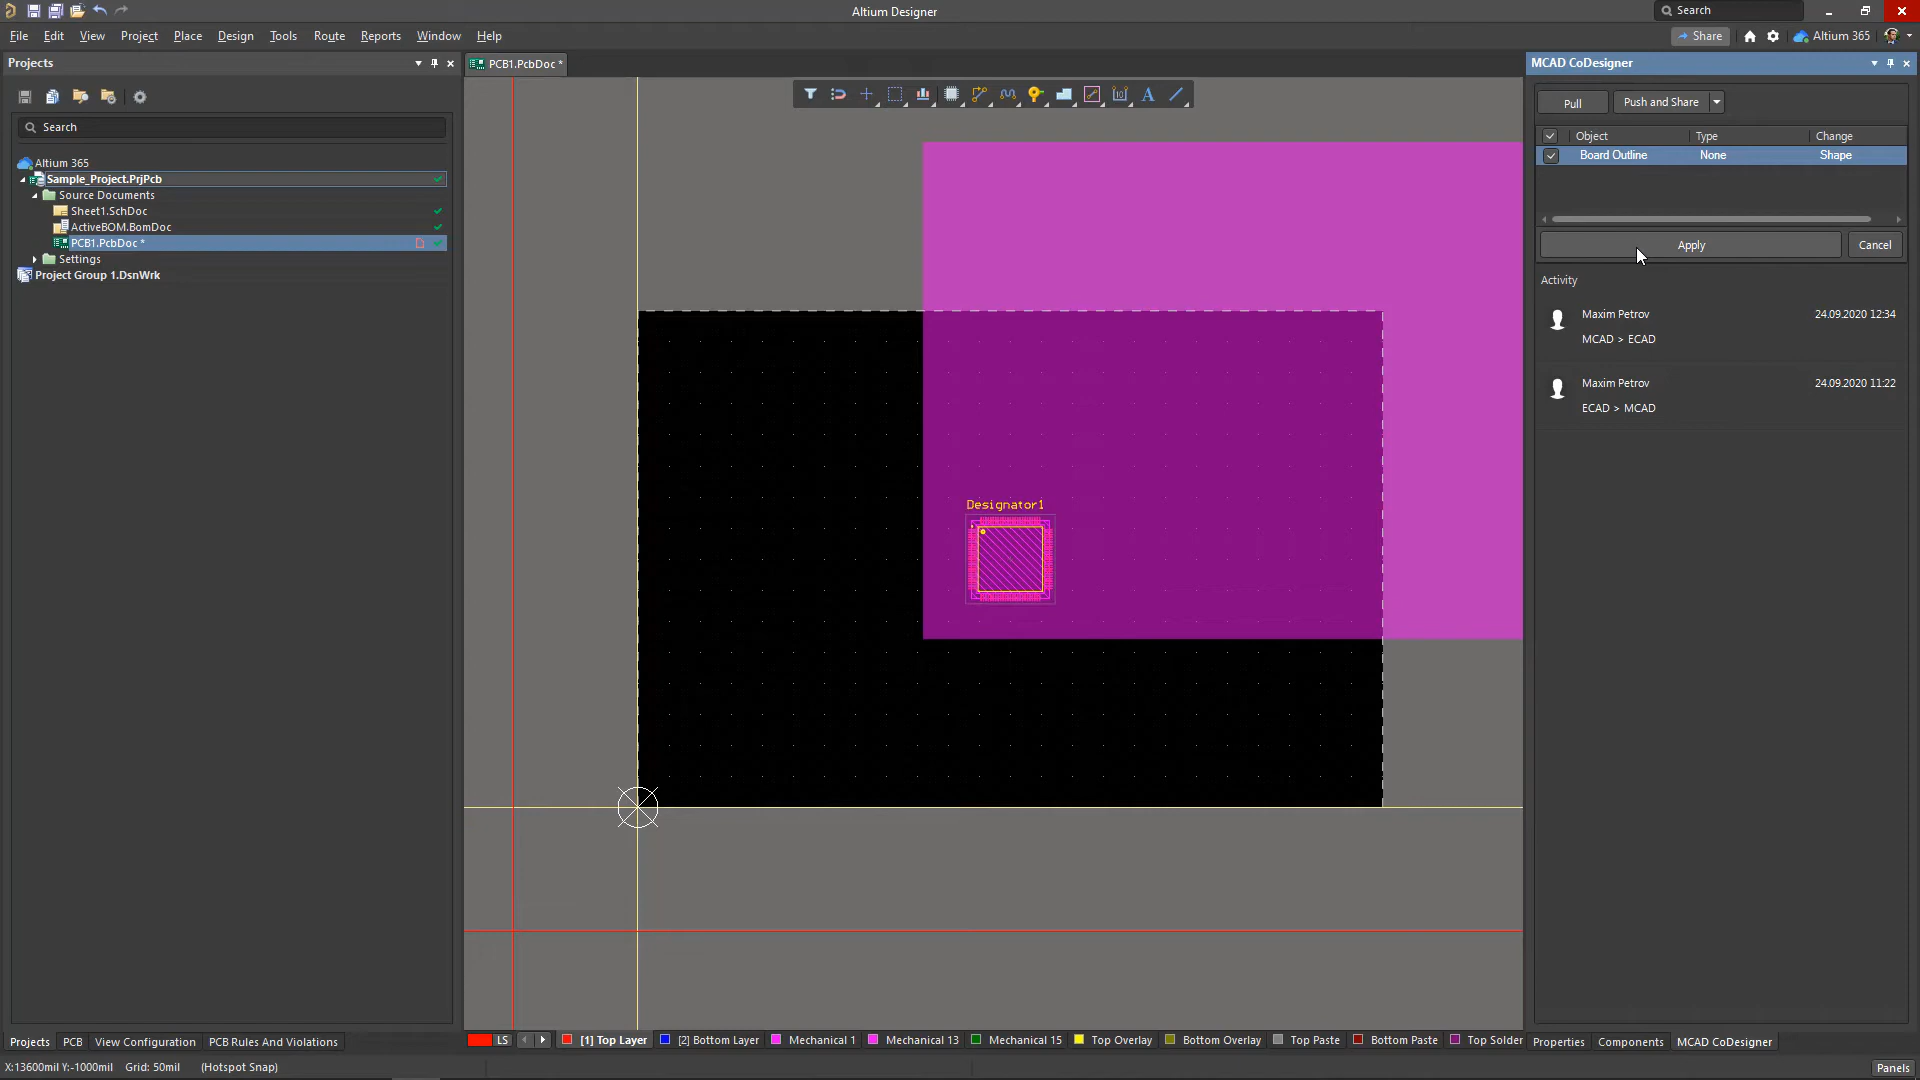 Altium Designer
Search
File Edit View Project Place Design Tools Route Reports Window Help
Share
Altium 365
Projects
PCB1.PcbDoc *
MCAD CoDesigner
Search
Pull
Push and Share
Object Type Change
Board Outline None Shape
Apply
Cancel
Altium 365
Sample_Project.PrjPcb
Source Documents
Sheet1.SchDoc
ActiveBOM.BomDoc
PCB1.PcbDoc *
Settings
Project Group 1.DsnWrk
Activity
Maxim Petrov 24.09.2020 12:34
MCAD > ECAD
Maxim Petrov 24.09.2020 11:22
ECAD > MCAD
Designator1
Projects PCB View Configuration PCB Rules And Violations
LS [1] Top Layer [2] Bottom Layer Mechanical 1 Mechanical 13 Mechanical 15 Top Overlay Bottom Overlay Top Paste Bottom Paste Top Solder
Properties Components MCAD CoDesigner
X:13600mil Y:-1000mil Grid: 50mil (Hotspot Snap)
Panels